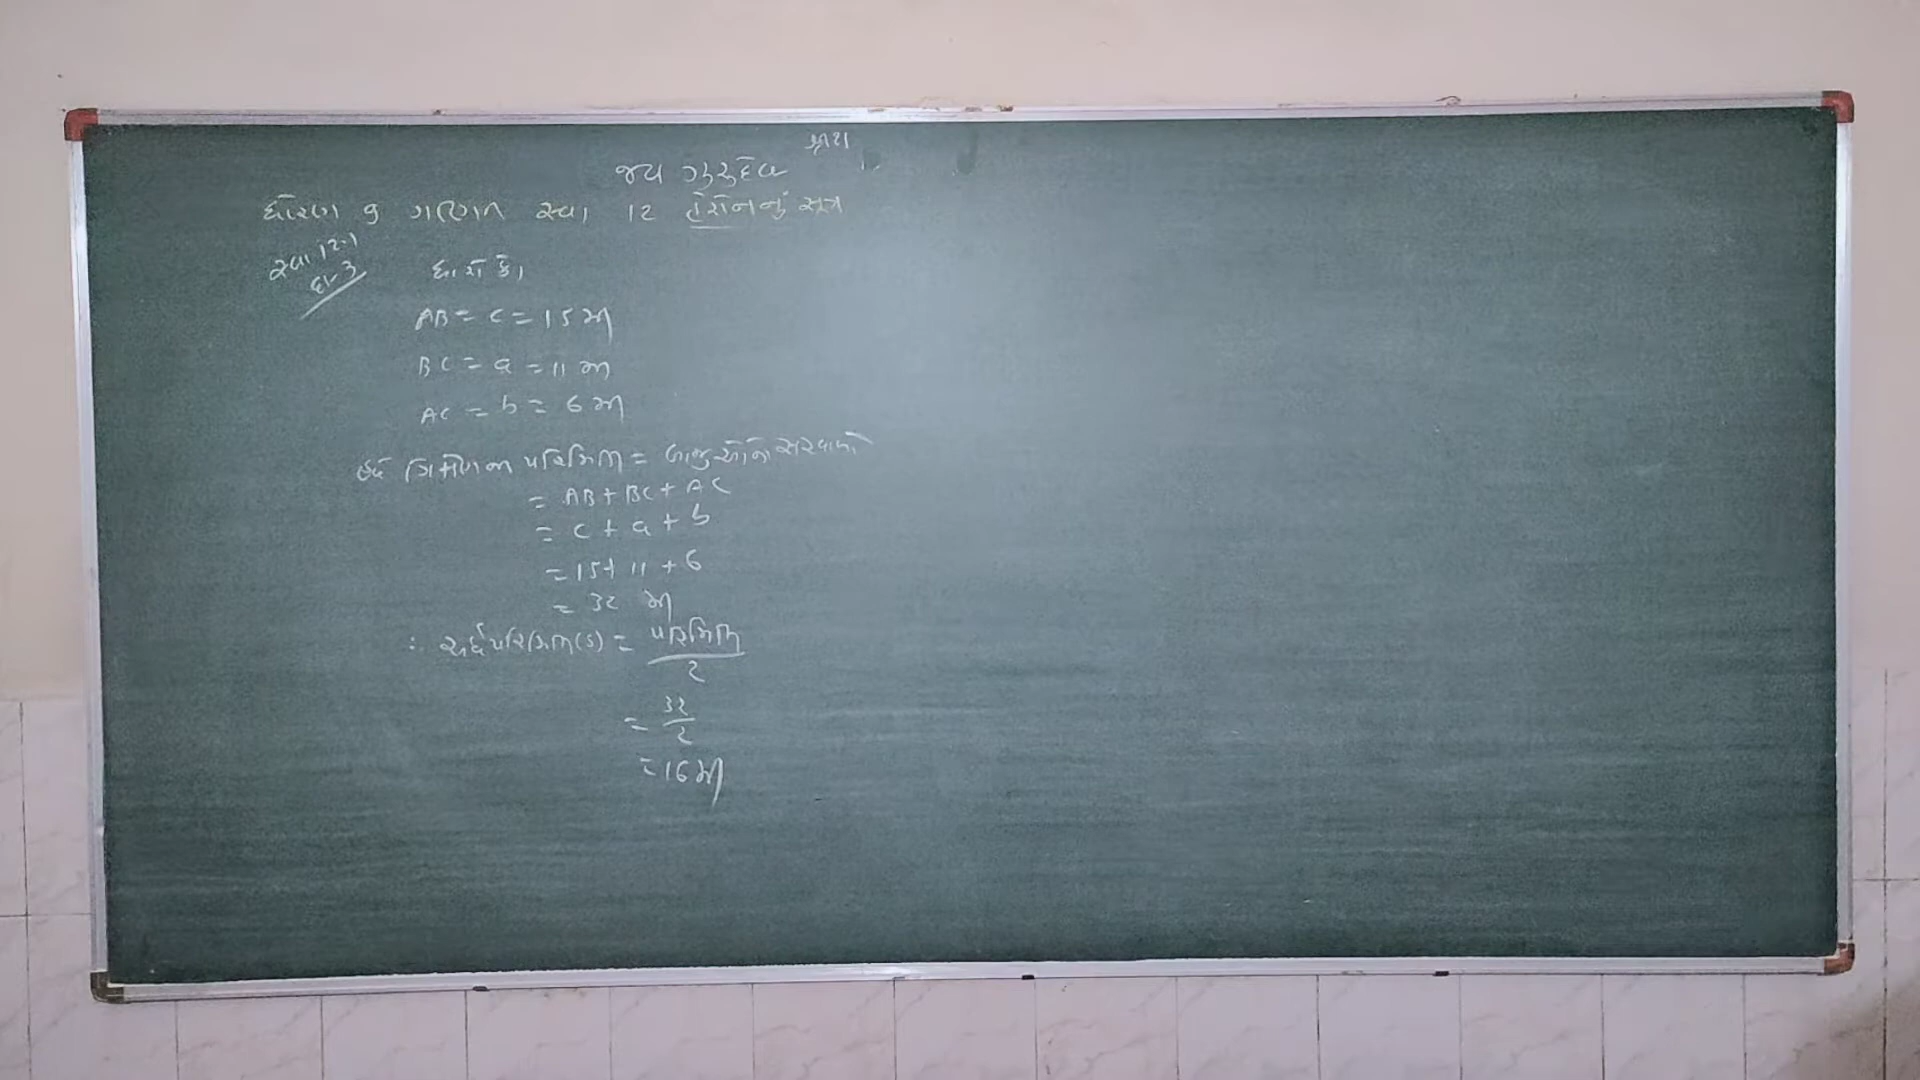 જય ગુરુદેવ
ધોરણ 9 ગણિત સ્વા 12 હેરોનનું સૂત્ર
સ્વા 12.1
દા-3
ધારો કે,
AB = c = 15 મી
BC = a = 11 મી
AC = b = 6 મી
હવે ત્રિકોણના પરિમિતિ = બાજુઓનો સરવાળો
= AB + BC + AC
= c + a + b
= 15 + 11 + 6
= 32 મી
∴ અર્ધપરિમિતિ(s) = પરિમિતિ / 2
= 32 / 2
= 16 મી